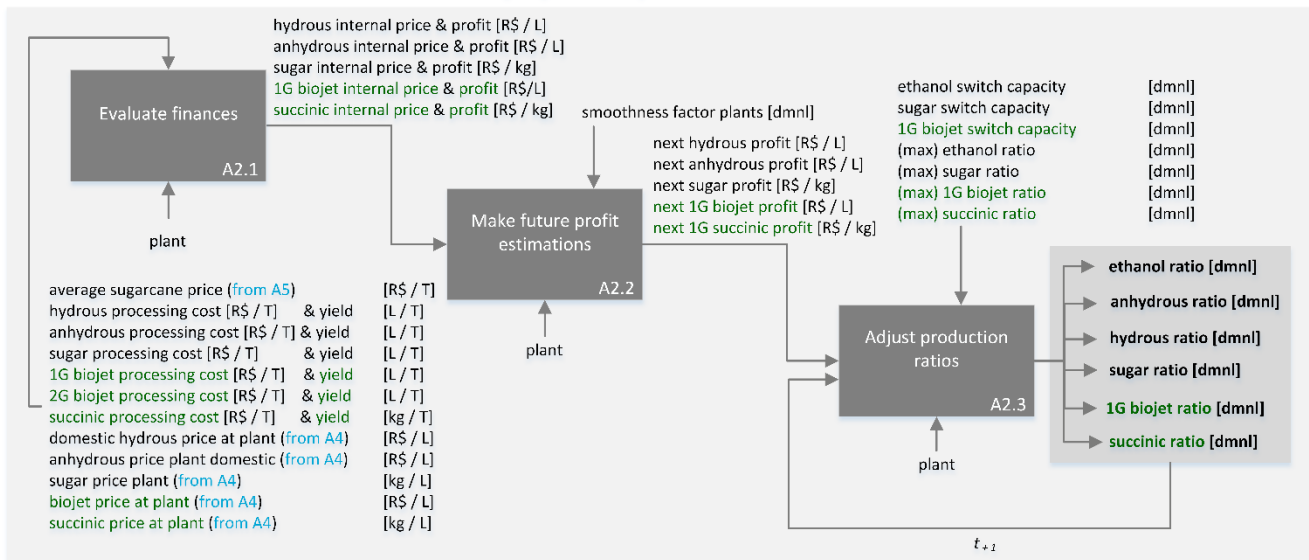 hydrous internal price & profit [R$ / L]
anhydrous internal price & profit [R$ / L]
sugar internal price & profit [R$ / kg]
1G biojet internal price & profit [R$/L]
succinic internal price & profit [R$ / kg]
Evaluate finances
A2.1
plant
smoothness factor plants [dmnl]
next hydrous profit [R$ / L]
next anhydrous profit [R$ / L]
next sugar profit [R$ / kg]
next 1G biojet profit [R$ / L]
next 1G succinic profit [R$ / kg]
Make future profit
estimations
A2.2
plant
ethanol switch capacity [dmnl]
sugar switch capacity [dmnl]
1G biojet switch capacity [dmnl]
(max) ethanol ratio [dmnl]
(max) sugar ratio [dmnl]
(max) 1G biojet ratio [dmnl]
(max) succinic ratio [dmnl]
Adjust production
ratios
A2.3
plant
ethanol ratio [dmnl]
anhydrous ratio [dmnl]
hydrous ratio [dmnl]
sugar ratio [dmnl]
1G biojet ratio [dmnl]
succinic ratio [dmnl]
average sugarcane price (from A5) [R$ / T]
hydrous processing cost [R$ / T] & yield [L / T]
anhydrous processing cost [R$ / T] & yield [L / T]
sugar processing cost [R$ / T] & yield [L / T]
1G biojet processing cost [R$ / T] & yield [L / T]
2G biojet processing cost [R$ / T] & yield [L / T]
succinic processing cost [R$ / T] & yield [kg / T]
domestic hydrous price at plant (from A4) [R$ / L]
anhydrous price plant domestic (from A4) [R$ / L]
sugar price plant (from A4) [kg / L]
biojet price at plant (from A4) [R$ / L]
succinic price at plant (from A4) [kg / L]
t+1